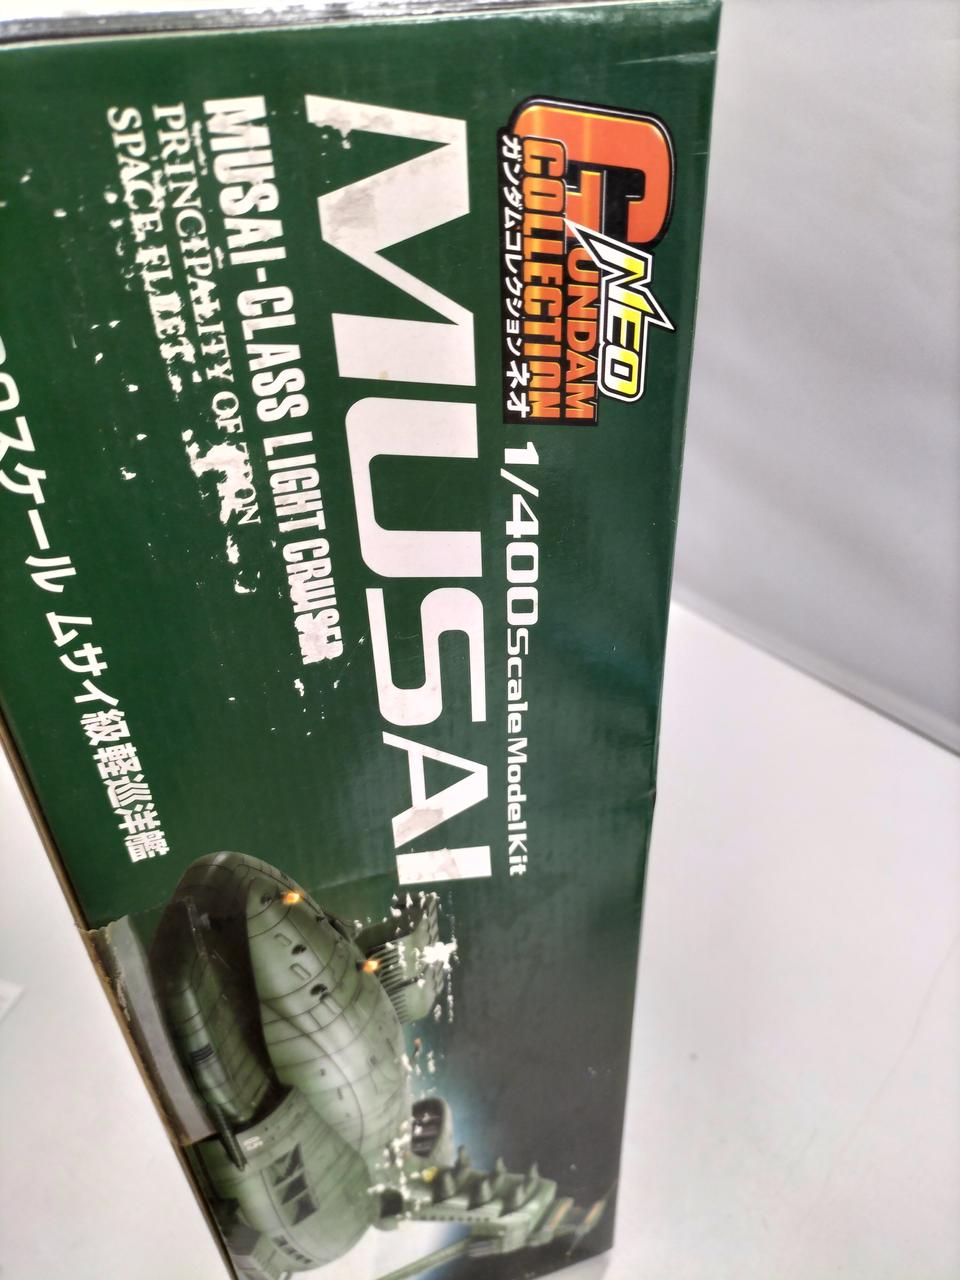 NEO
GUNDAM
COLLECTION
ガンダムコレクションネオ
1/400 Scale Model Kit
MUSAI
MUSAI-CLASS LIGHT CRUISER
PRINCIPALITY OF ZEON
SPACE FLEET
スケール ムサイ級軽巡洋艦